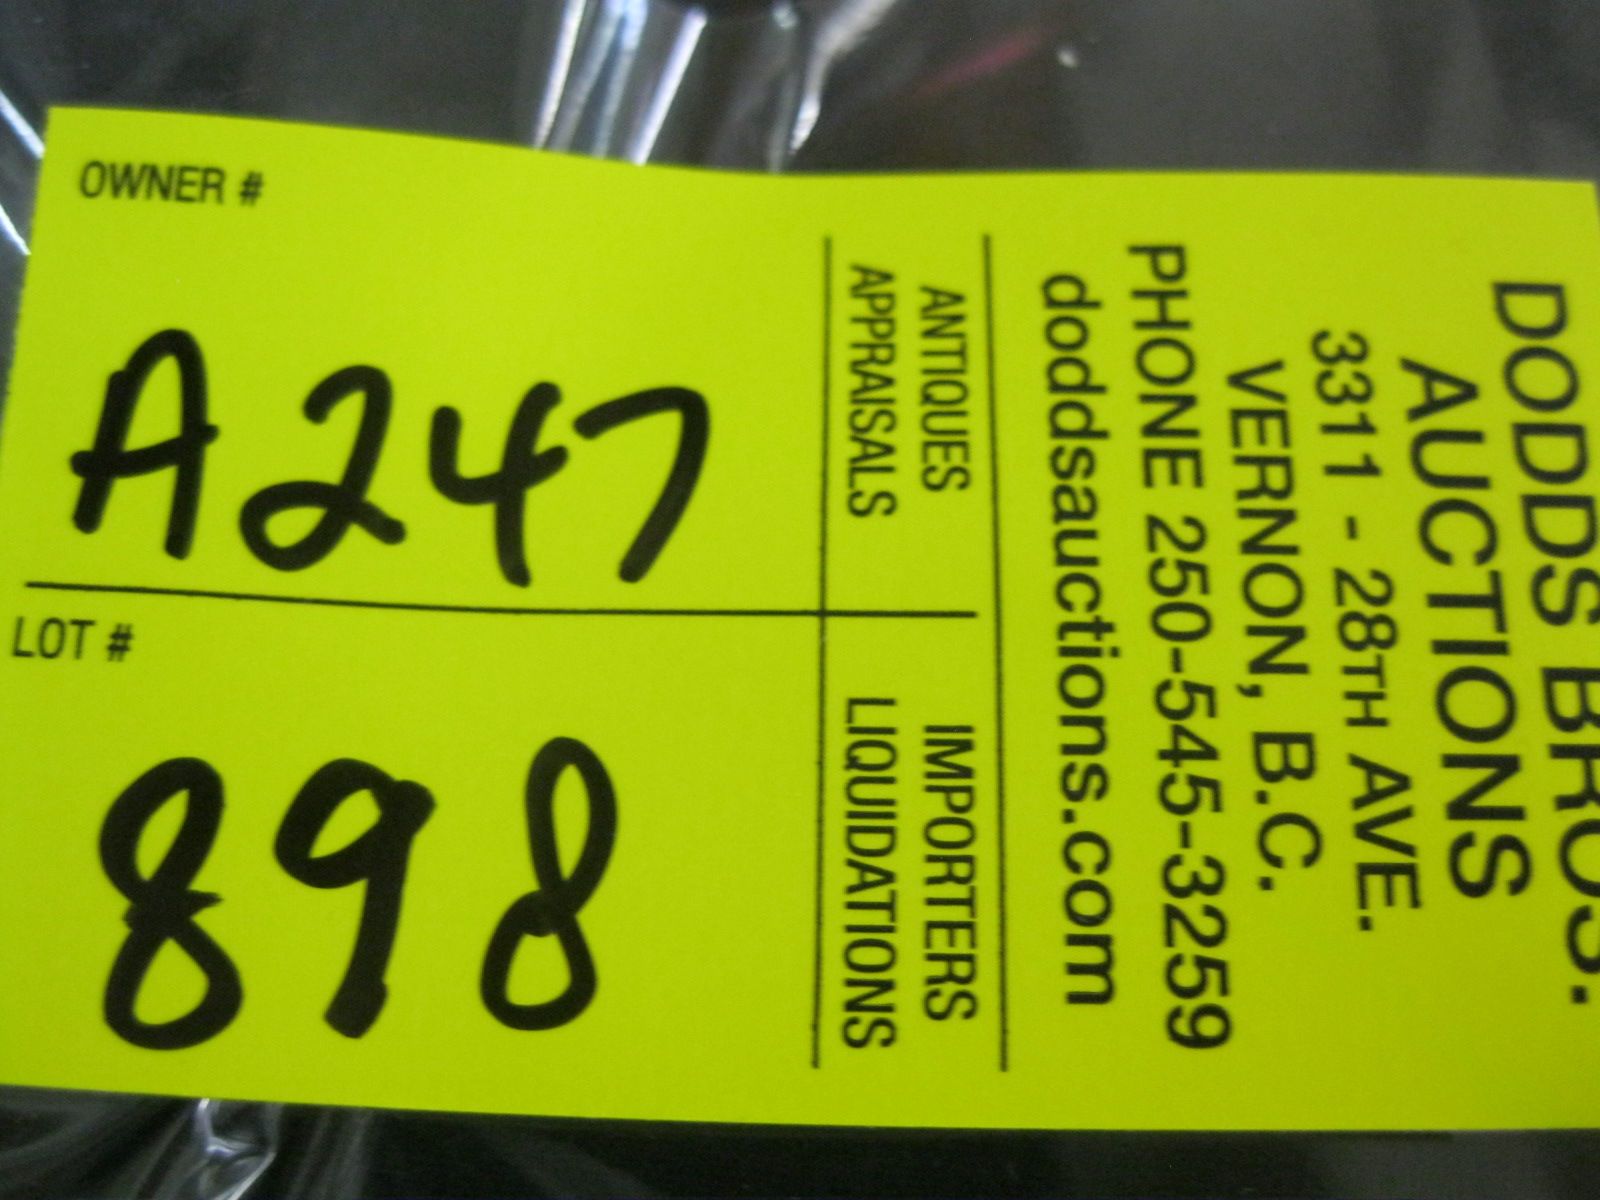 OWNER #
A247
LOT #
898
DODDS BROS.
AUCTIONS
3311 - 28TH AVE.
VERNON, B.C.
PHONE 250-545-3259
doddsauctions.com
ANTIQUES
APPRAISALS
IMPORTERS
LIQUIDATIONS